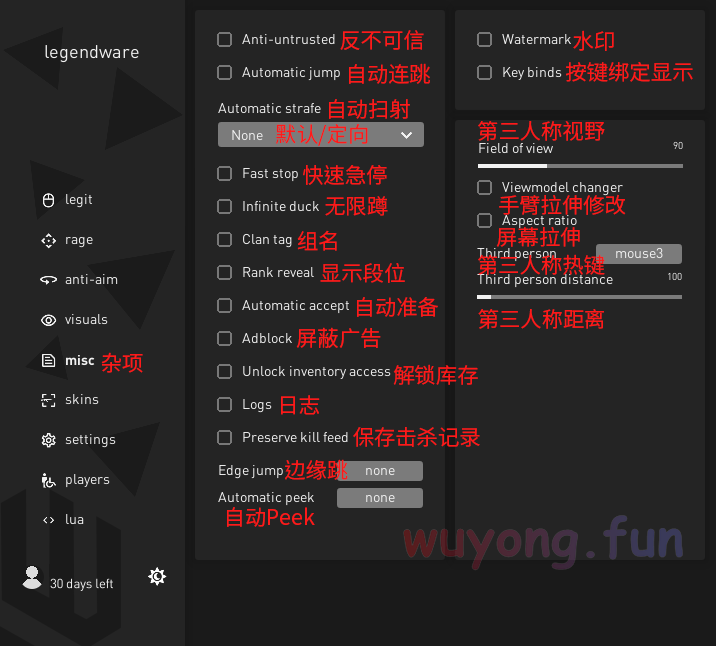 legendware
legit
rage
anti-aim
visuals
misc 杂项
skins
settings
players
lua
30 days left
Anti-untrusted 反不可信
Automatic jump 自动连跳
Automatic strafe 自动扫射
None 默认/定向
Fast stop 快速急停
Infinite duck 无限蹲
Clan tag 组名
Rank reveal 显示段位
Automatic accept 自动准备
Adblock 屏蔽广告
Unlock inventory access 解锁库存
Logs 日志
Preserve kill feed 保存击杀记录
Edge jump 边缘跳 none
Automatic peek none
自动Peek
Watermark 水印
Key binds 按键绑定显示
第三人称视野
Field of view 90
Viewmodel changer
手臂拉伸修改
Aspect ratio
屏幕拉伸
Third person mouse3
第三人称热键
Third person distance 100
第三人称距离
wuyong.fun